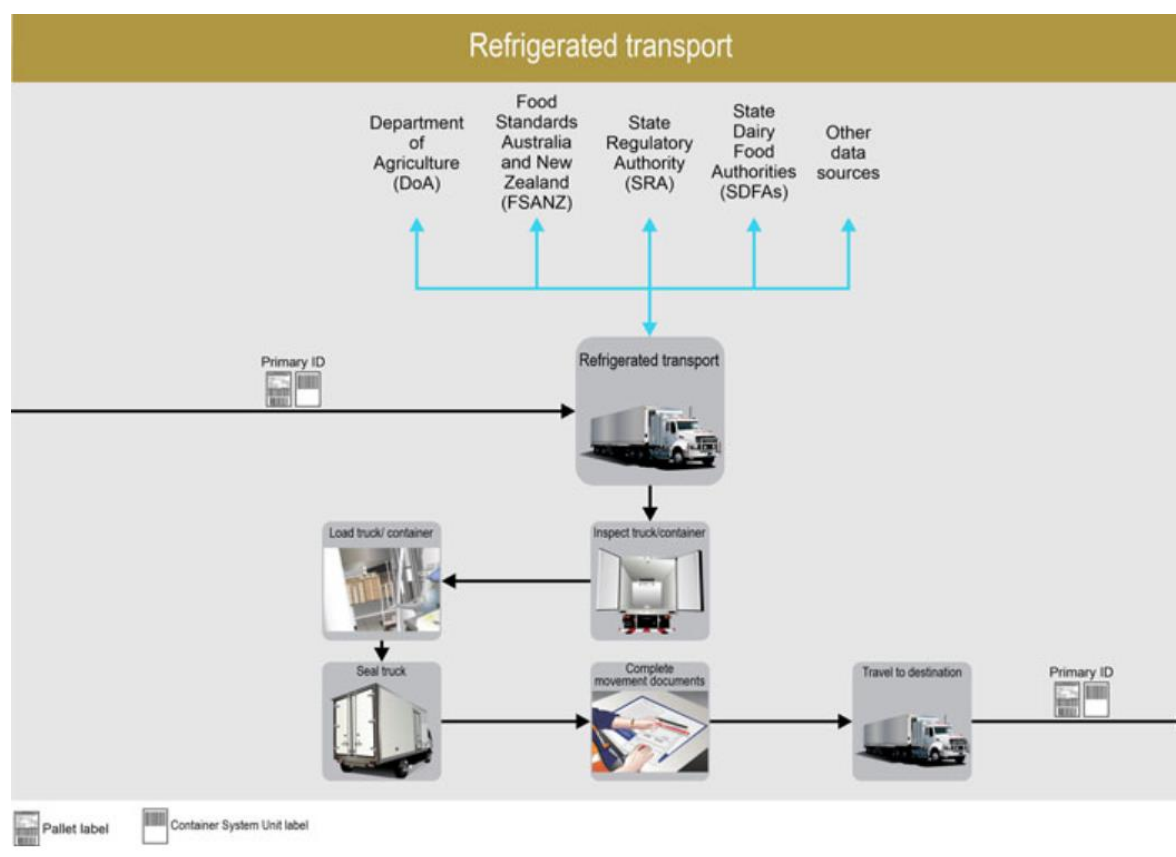 Refrigerated transport
Department
of
Agriculture
(DoA)
Food
Standards
Australia
and New
Zealand
(FSANZ)
State
Regulatory
Authority
(SRA)
State
Dairy
Food
Authorities
(SDFAs)
Other
data
sources
Primary ID
Refrigerated transport
Load truck/ container
Inspect truck/container
Seal truck
Complete
movement documents
Travel to destination
Primary ID
Pallet label
Container System Unit label